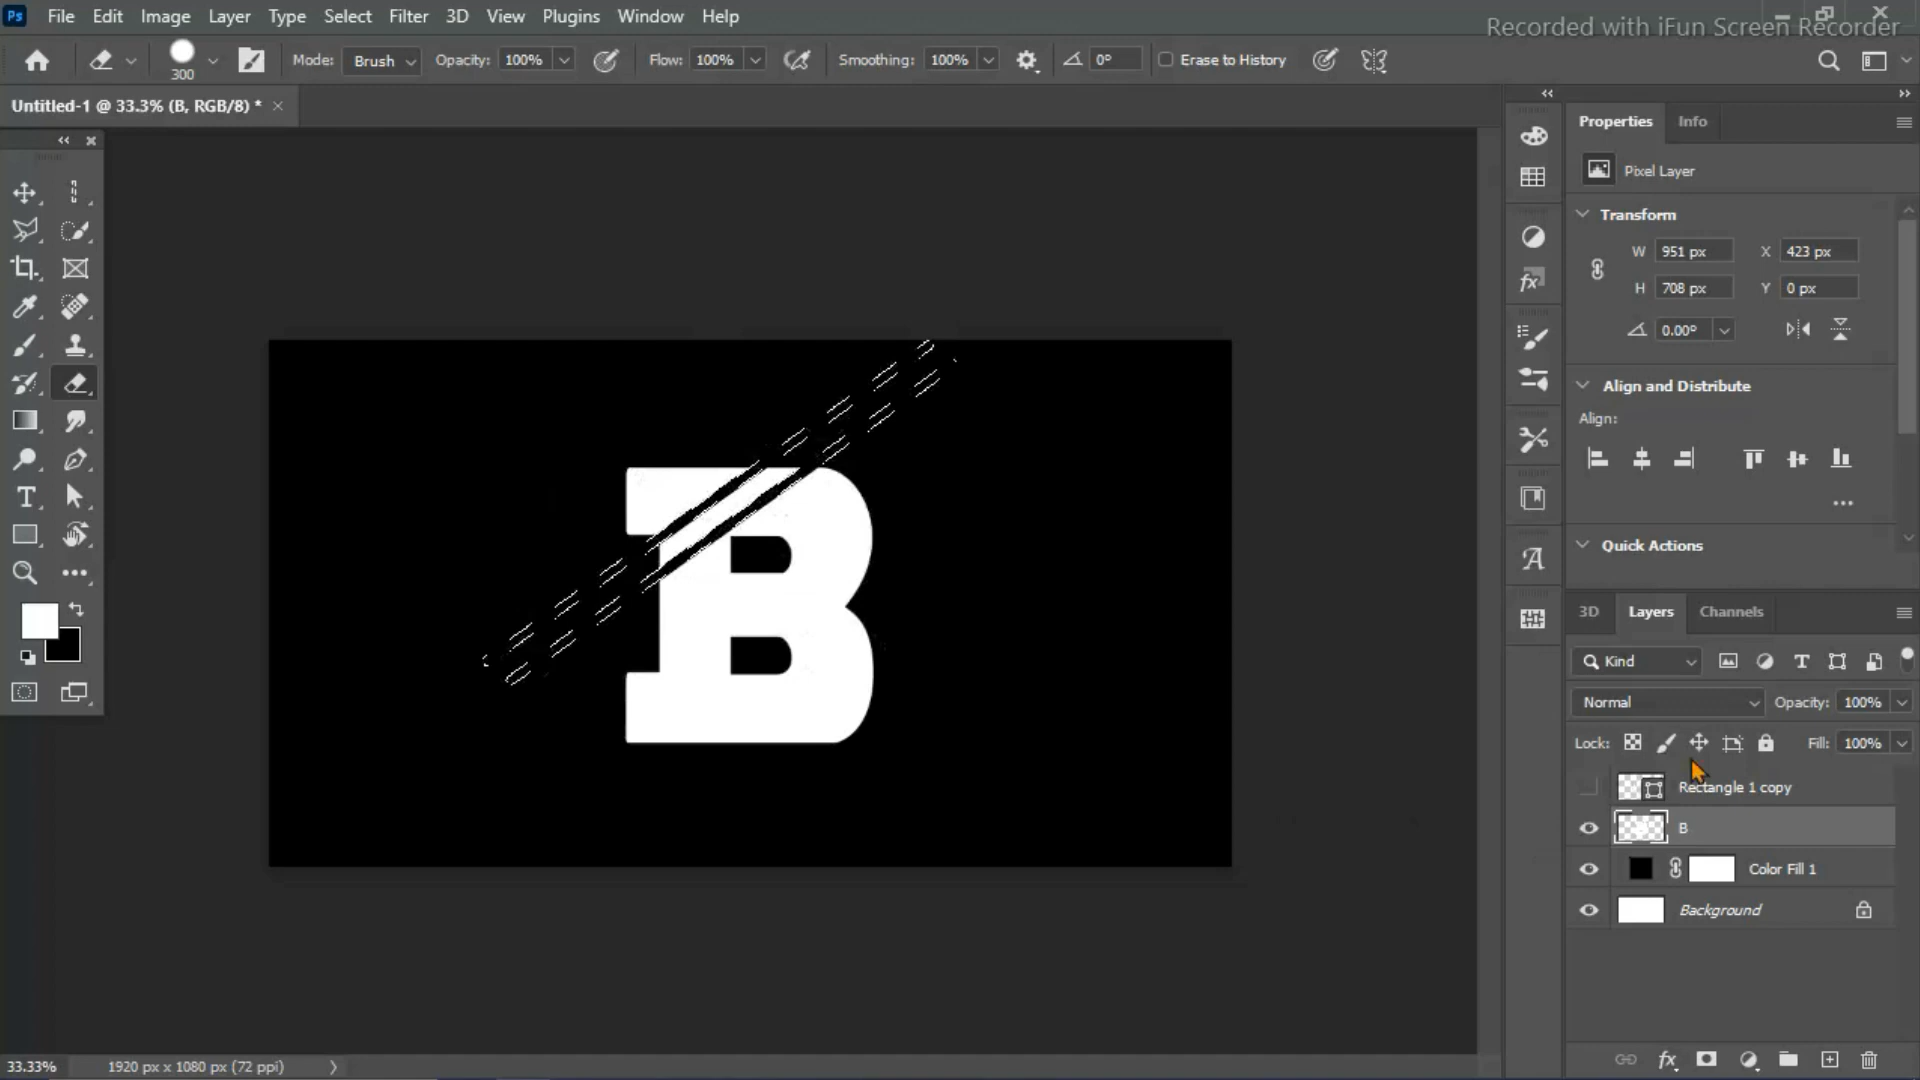 Ps File Edit Image Layer Type Select Filter 3D View Plugins Window Help
Recorded with iFun Screen Recorder
300 Mode: Brush Opacity: 100% Flow: 100% Smoothing: 100% 0° Erase to History
Untitled-1 @ 33.3% (B, RGB/8) *
Properties Info
Pixel Layer
Transform
W 951 px X 423 px
H 708 px Y 0 px
0.00°
Align and Distribute
Align:
Quick Actions
B
3D Layers Channels
Kind
Normal Opacity: 100%
Lock: Fill: 100%
Rectangle 1 copy
B
Color Fill 1
Background
33.33% 1920 px x 1080 px (72 ppi)